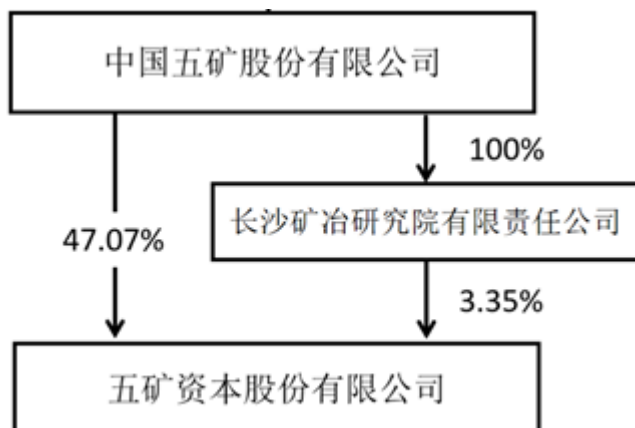 中国五矿股份有限公司
100%
长沙矿冶研究院有限责任公司
47.07%
3.35%
五矿资本股份有限公司